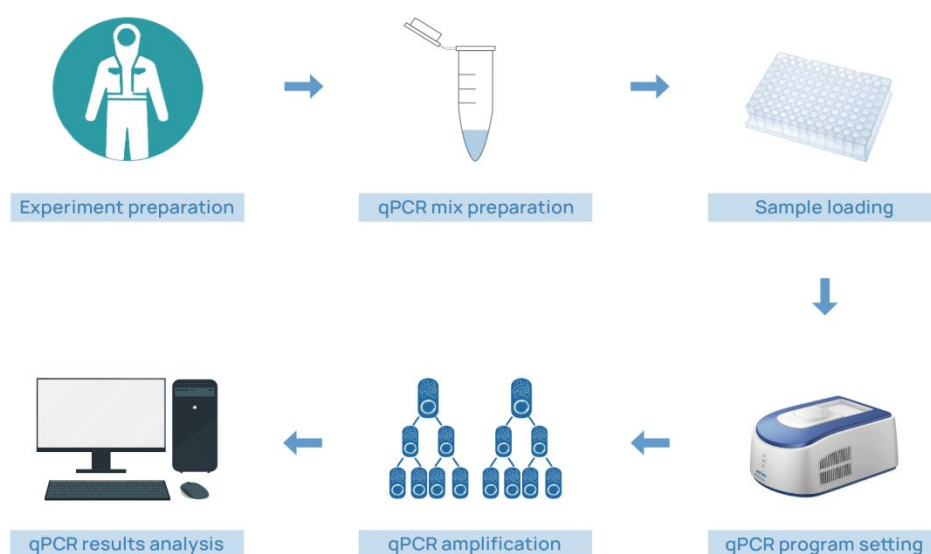 Experiment preparation
qPCR mix preparation
Sample loading
qPCR results analysis
qPCR amplification
qPCR program setting